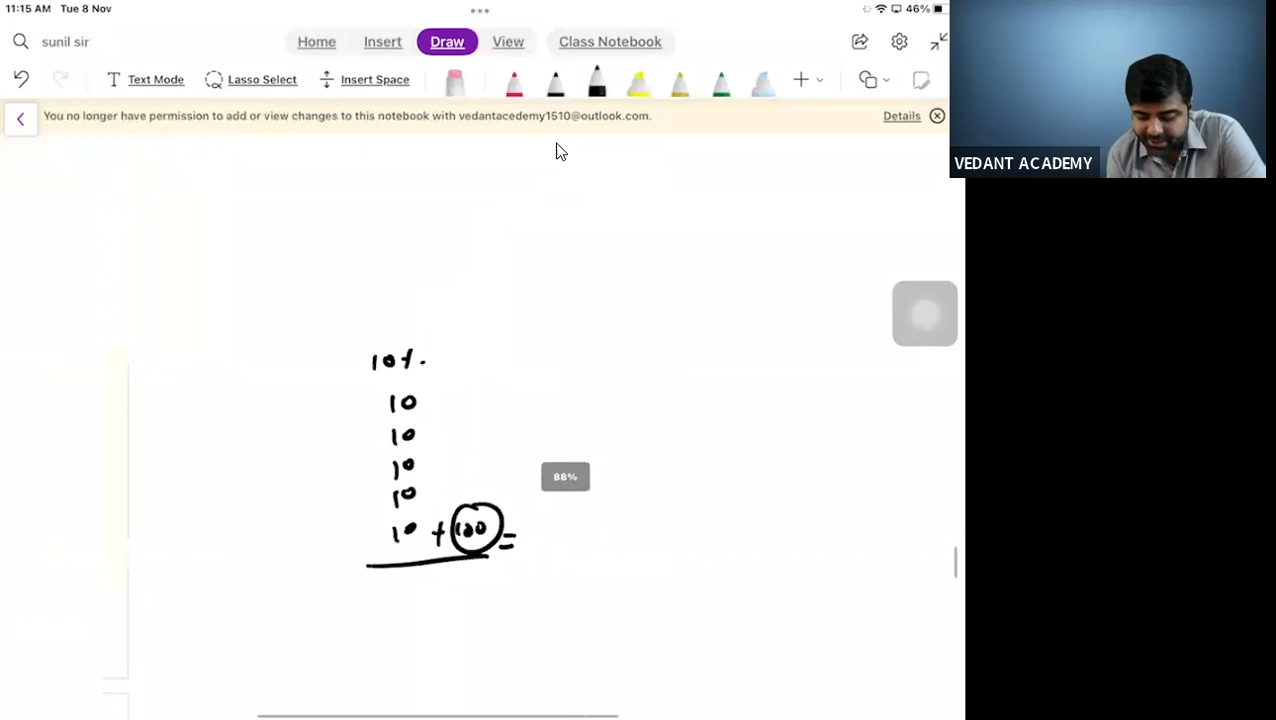 11:15 AM Tue 8 Nov
46%
sunil sir
Home Insert Draw View Class Notebook
Text Mode Lasso Select Insert Space
You no longer have permission to add or view changes to this notebook with vedantacedemy1510@outlook.com. Details
VEDANT ACADEMY
10%.
10
10
10
10
10 + 100 =
88%